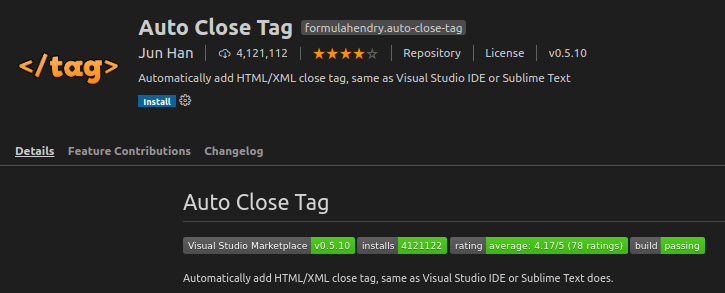 Auto Close Tag formulahendry.auto-close-tag
</tag>
Jun Han 4,121,112 Repository License v0.5.10
Automatically add HTML/XML close tag, same as Visual Studio IDE or Sublime Text
Install
Details Feature Contributions Changelog
Auto Close Tag
Visual Studio Marketplace v0.5.10 installs 4121122 rating average: 4.17/5 (78 ratings) build passing
Automatically add HTML/XML close tag, same as Visual Studio IDE or Sublime Text does.